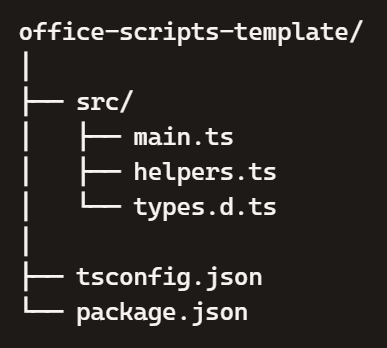 office-scripts-template/
│
├── src/
│   ├── main.ts
│   ├── helpers.ts
│   └── types.d.ts
│
├── tsconfig.json
└── package.json